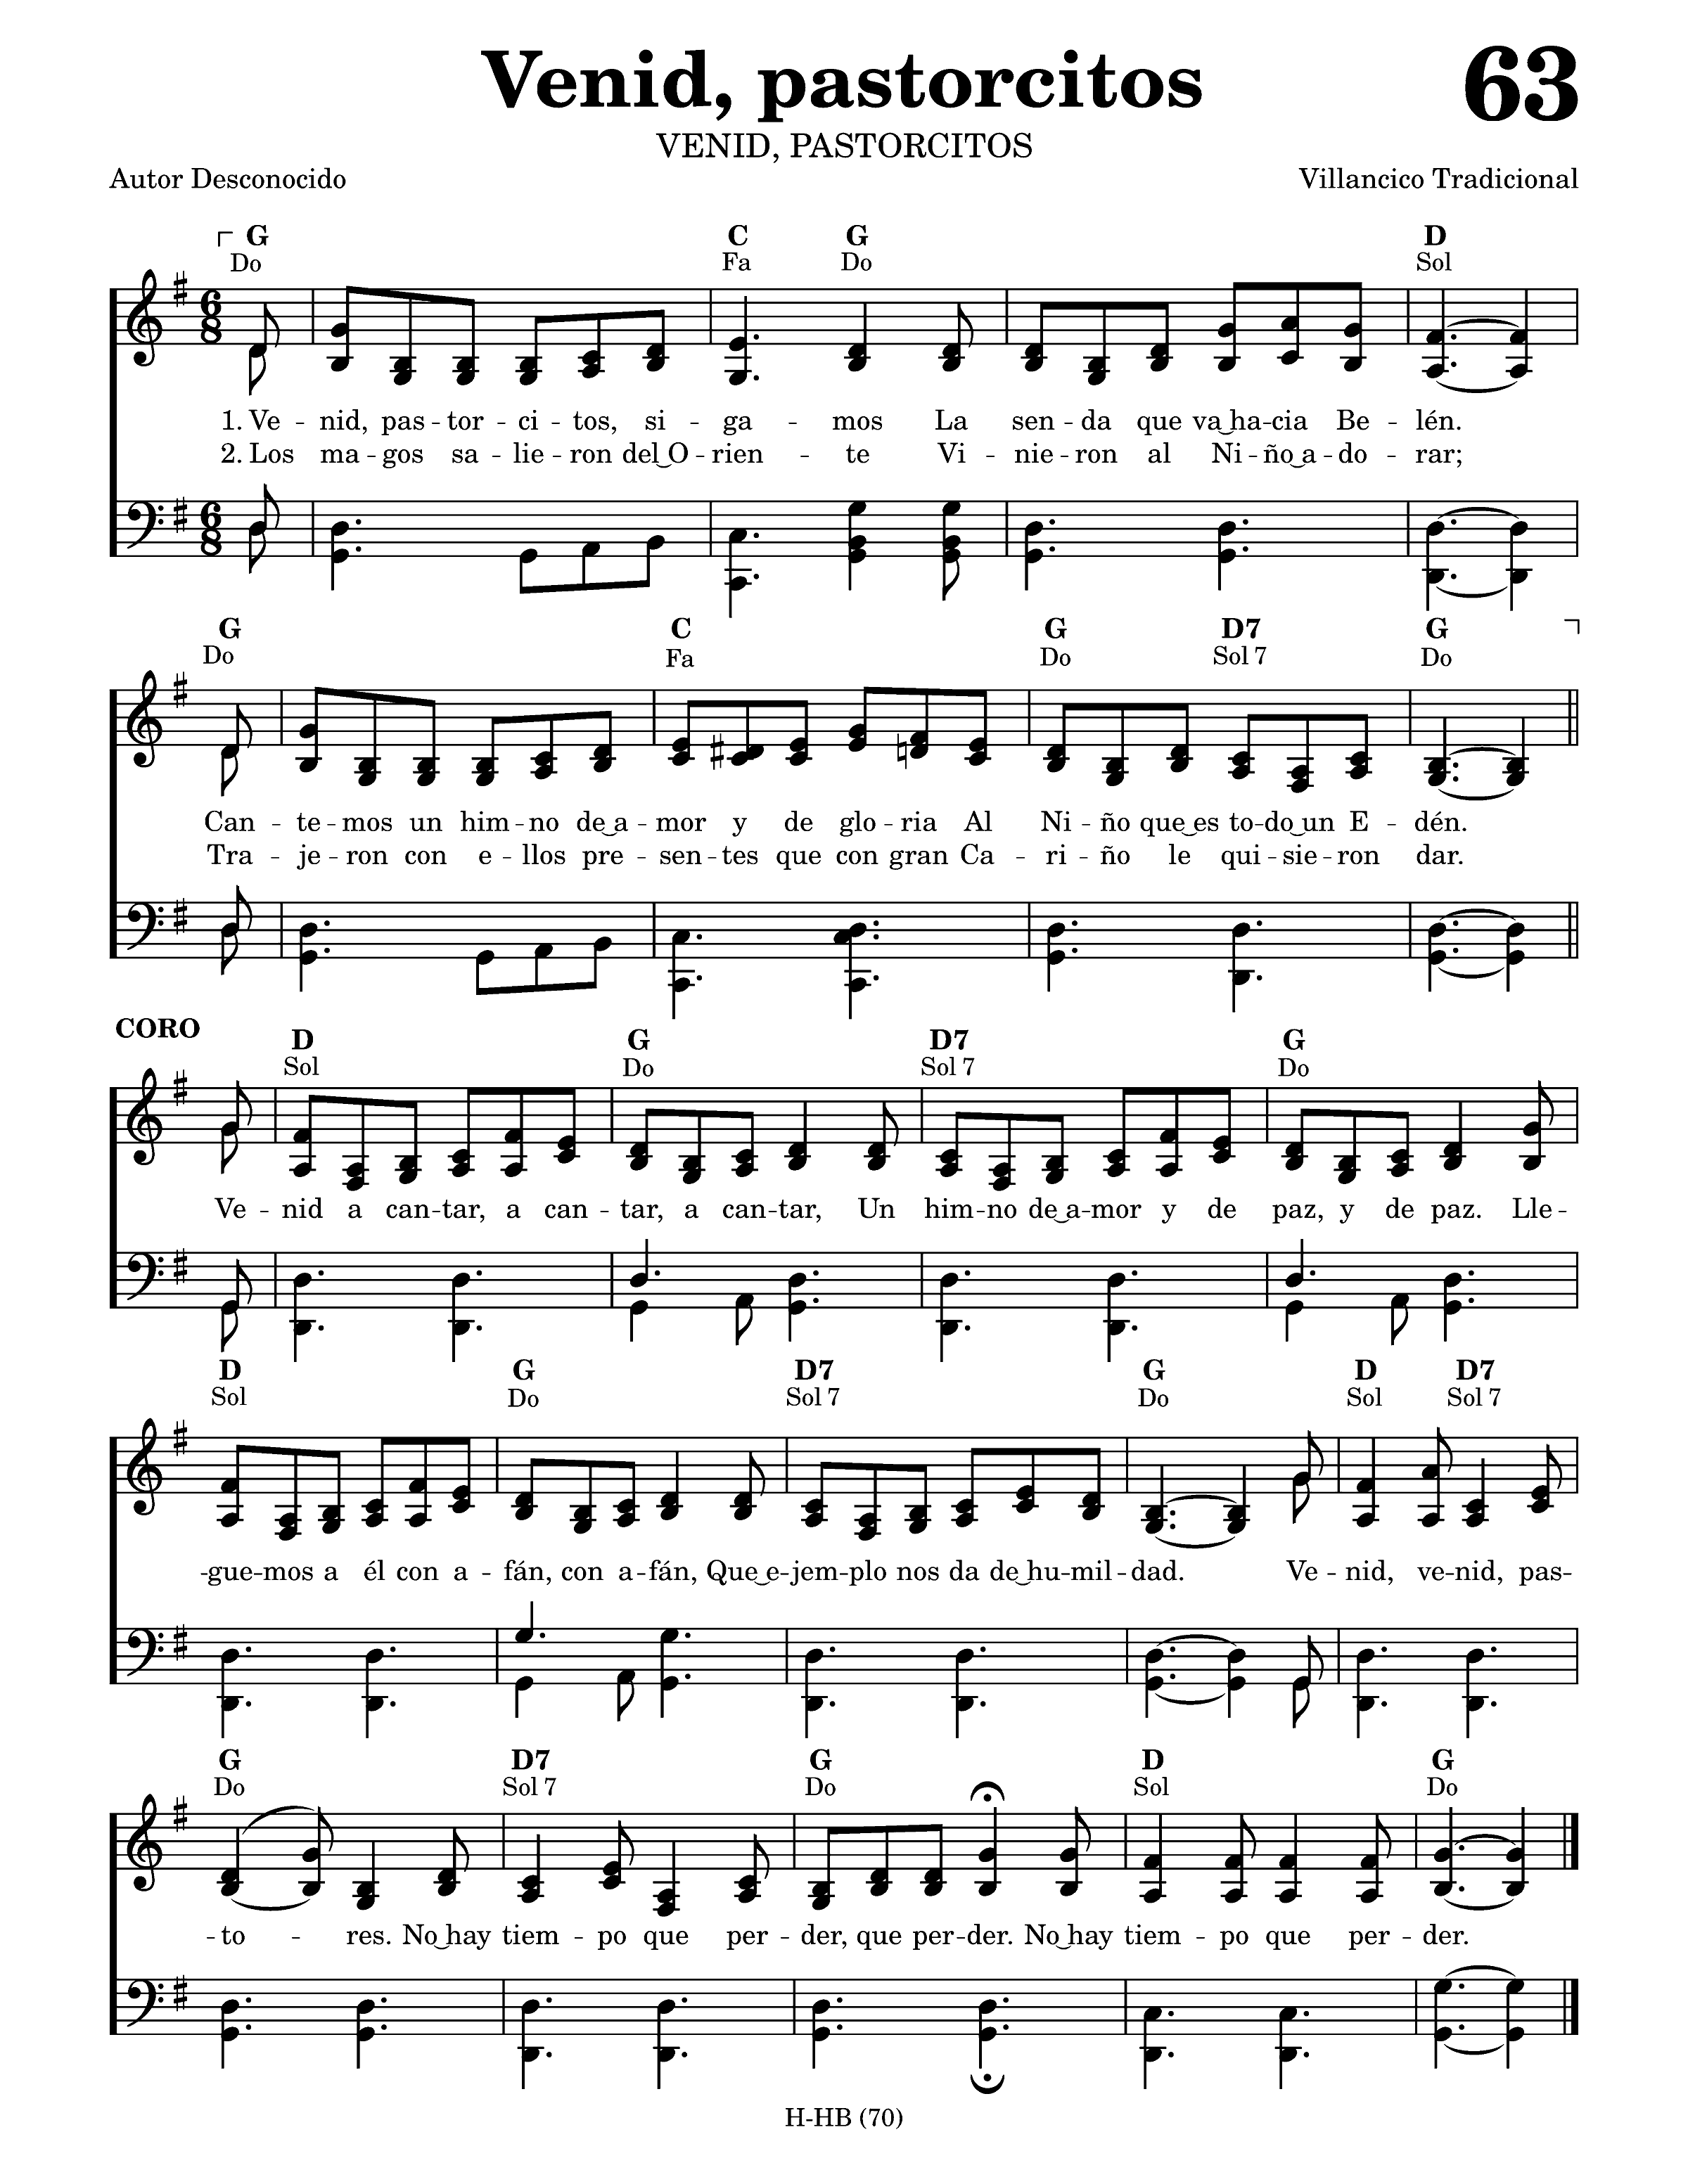 Venid, pastorcitos 63
VENID, PASTORCITOS
Autor Desconocido Villancico Tradicional
G C G D
Do Fa Do Sol
6 8
1. Ve -- nid, pas -- tor -- ci -- tos, si -- ga -- mos La sen -- da que va ha -- cia Be -- lén.
2. Los ma -- gos sa -- lie -- ron del O -- rien -- te Vi -- nie -- ron al Ni -- ño a -- do -- rar;
6 8
G C G D7 G
Do Fa Do Sol 7 Do
Can -- te -- mos un him -- no de a -- mor y de glo -- ria Al Ni -- ño que es to -- do un E -- dén.
Tra -- je -- ron con e -- llos pre -- sen -- tes que con gran Ca -- ri -- ño le qui -- sie -- ron dar.
CORO
D G D7 G
Sol Do Sol 7 Do
Ve -- nid a can -- tar, a can -- tar, a can -- tar, Un him -- no de a -- mor y de paz, y de paz. Lle --
D G D7 G D D7
Sol Do Sol 7 Do Sol Sol 7
-- gue -- mos a él con a -- fán, con a -- fán, Que e -- jem -- plo nos da de hu -- mil -- dad. Ve -- nid, ve -- nid, pas --
G D7 G D G
Do Sol 7 Do Sol Do
-- to -- res. No hay tiem -- po que per -- der, que per -- der. No hay tiem -- po que per -- der.
H-HB (70)